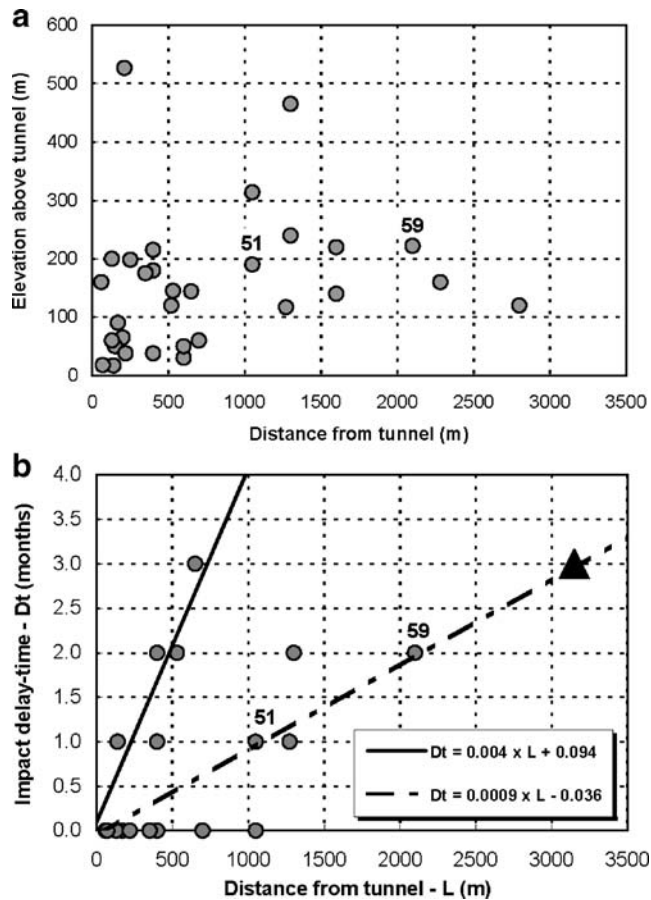 a
600
500
400
300
200
100
0
Elevation above tunnel (m)
51
59
0 500 1000 1500 2000 2500 3000 3500
Distance from tunnel (m)
b
4.0
3.5
3.0
2.5
2.0
1.5
1.0
0.5
0.0
Impact delay-time - Dt (months)
59
51
Dt = 0.004 x L + 0.094
Dt = 0.0009 x L - 0.036
0 500 1000 1500 2000 2500 3000 3500
Distance from tunnel - L (m)